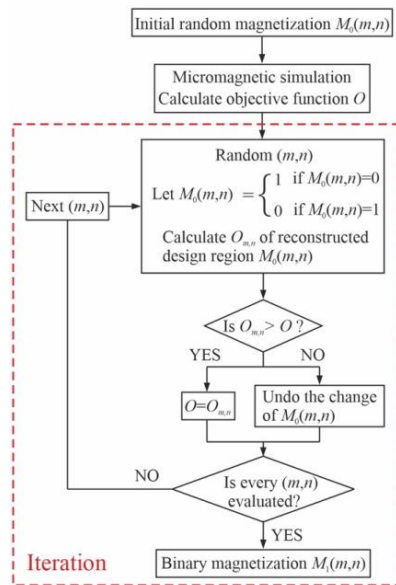 Initial random magnetization M₀(m,n)
Micromagnetic simulation
Calculate objective function O
Random (m,n)
Let M₀(m,n) = { 1 if M₀(m,n)=0
0 if M₀(m,n)=1
Calculate Oₘ,ₙ of reconstructed
design region M₀(m,n)
Next (m,n)
Is Oₘ,ₙ> O ?
YES
NO
O=Oₘ,ₙ
Undo the change
of M₀(m,n)
Is every (m,n)
evaluated?
NO
YES
Binary magnetization M₁(m,n)
Iteration